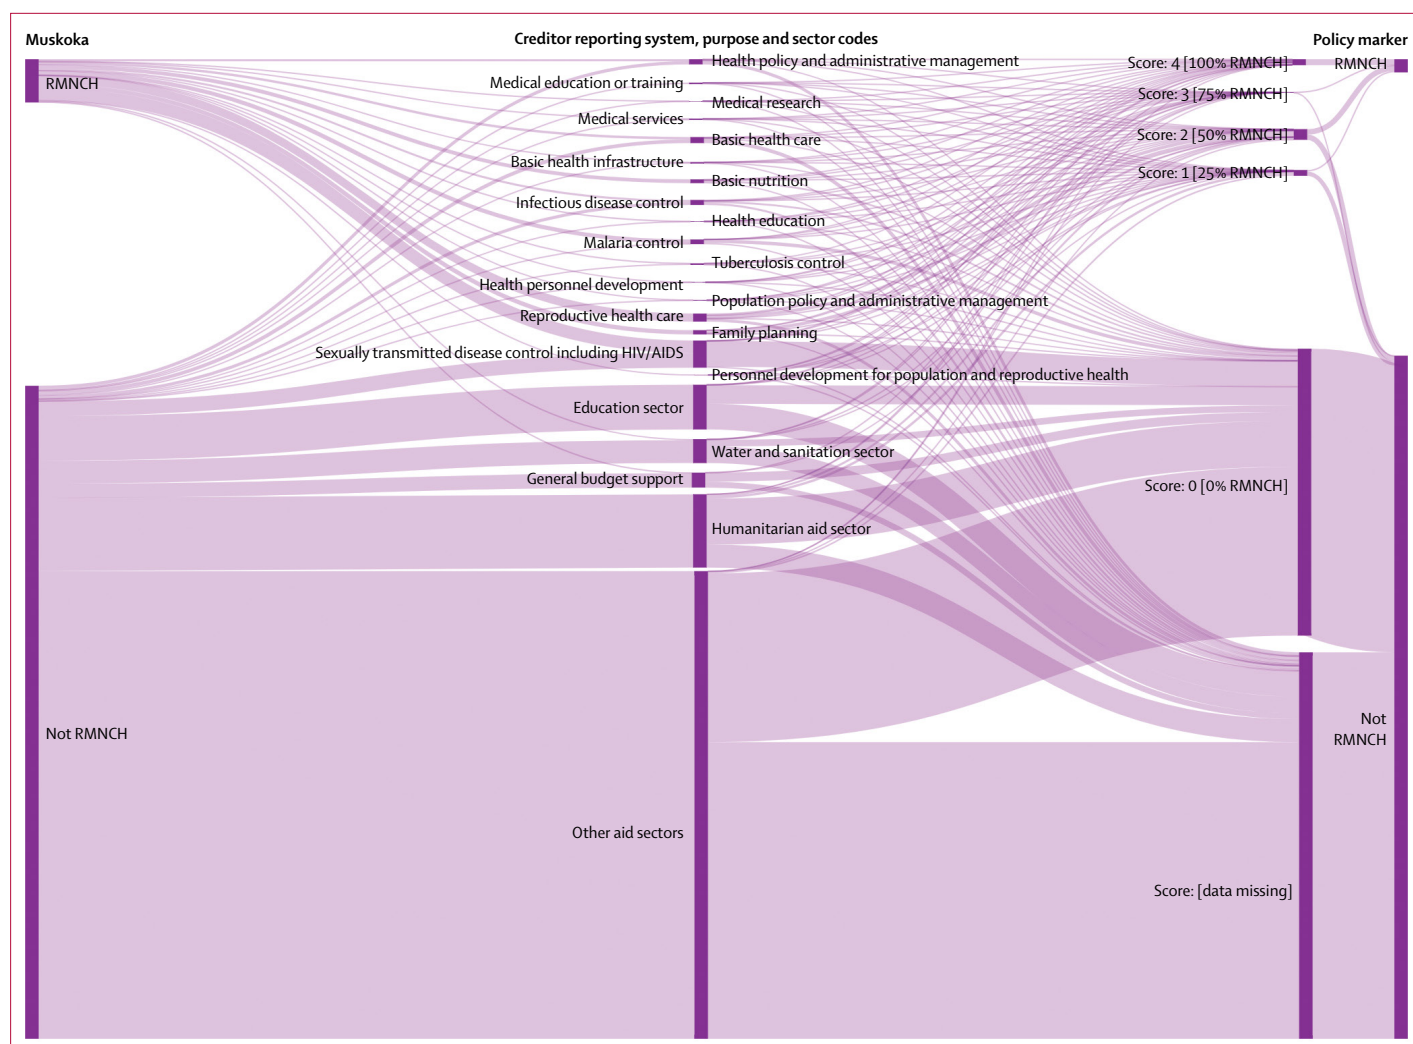 Muskoka
Creditor reporting system, purpose and sector codes
Policy marker
RMNCH
Not RMNCH
Health policy and administrative management
Medical education or training
Medical research
Medical services
Basic health care
Basic health infrastructure
Basic nutrition
Infectious disease control
Health education
Malaria control
Tuberculosis control
Health personnel development
Population policy and administrative management
Reproductive health care
Family planning
Sexually transmitted disease control including HIV/AIDS
Personnel development for population and reproductive health
Education sector
Water and sanitation sector
General budget support
Humanitarian aid sector
Other aid sectors
Score: 4 [100% RMNCH]
Score: 3 [75% RMNCH]
Score: 2 [50% RMNCH]
Score: 1 [25% RMNCH]
Score: 0 [0% RMNCH]
Score: [data missing]
RMNCH
Not
RMNCH